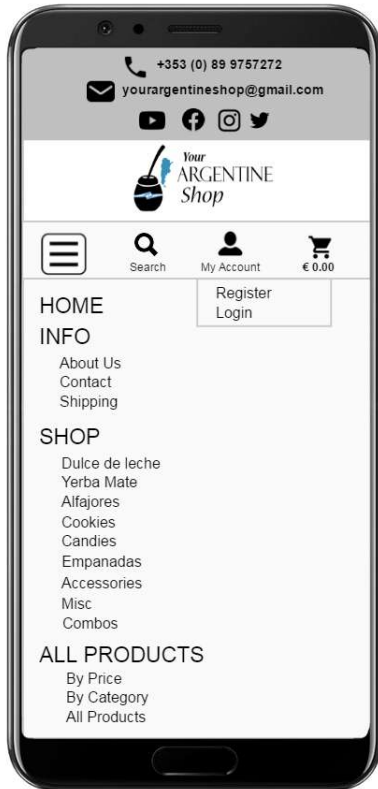 +353 (0) 89 9757272
yourargentineshop@gmail.com
Your
ARGENTINE
Shop
Search
My Account
€ 0.00
Register
Login
HOME
INFO
About Us
Contact
Shipping
SHOP
Dulce de leche
Yerba Mate
Alfajores
Cookies
Candies
Empanadas
Accessories
Misc
Combos
ALL PRODUCTS
By Price
By Category
All Products